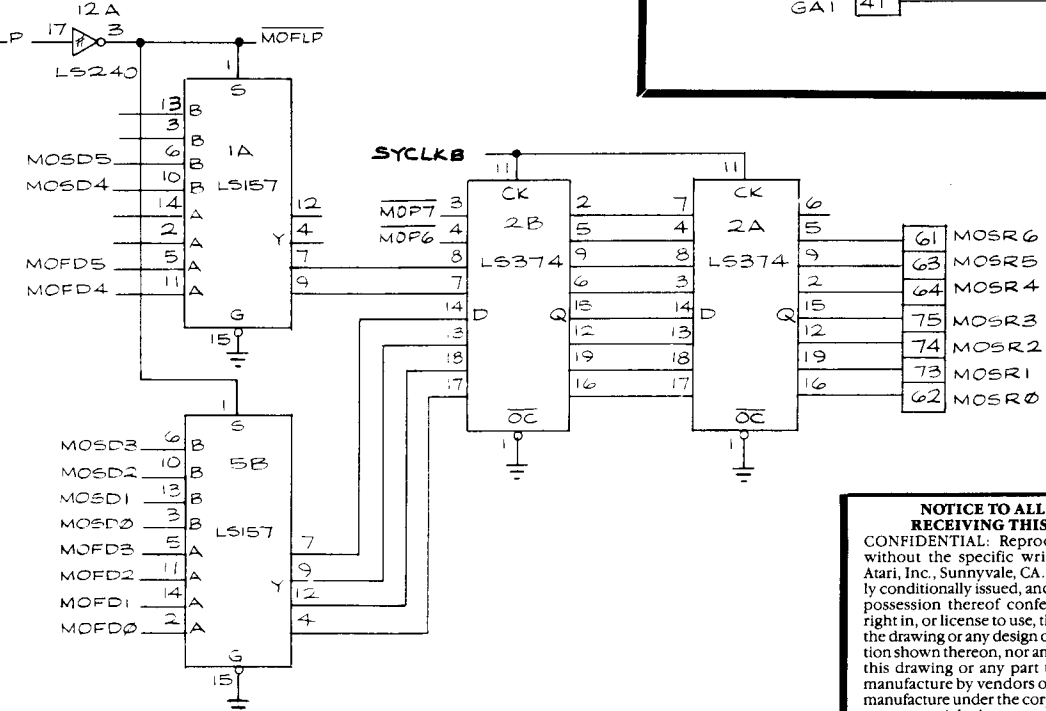 12A
LP 17 # 3 MOFLP
LS240
GA1 41
1
S
13 B
3 B
MOSD5 6 B
MOSD4 10 B
14 A
2 A
MOFD5 5 A
MOFD4 11 A
1A
LS157
Y
12
4
7
9
G
15
SYCLKB
11
CK
2B
LS374
MOP7 3
MOP6 4
8
7
14 D
13
18
17
2
5
9
6
Q 15
12
19
16
OC
1
11
CK
2A
LS374
7
4
8
3
14 D
13
18
17
6
5
9
2
Q 15
12
19
16
OC
1
61 MOSR6
63 MOSR5
64 MOSR4
75 MOSR3
74 MOSR2
73 MOSR1
62 MOSRØ
1
S
5B
LS157
MOSD3 6 B
MOSD2 10 B
MOSD1 13 B
MOSDØ 3 B
MOFD3 5 A
MOFD2 11 A
MOFD1 14 A
MOFDØ 2 A
7
9
Y 12
4
G
15
NOTICE TO ALL
RECEIVING THIS
CONFIDENTIAL: Reproc
without the specific wri
Atari, Inc., Sunnyvale, CA.
ly conditionally issued, and
possession thereof confe
right in, or license to use, t
the drawing or any design o
tion shown thereon, nor an
this drawing or any part
manufacture by vendors o
manufacture under the cor